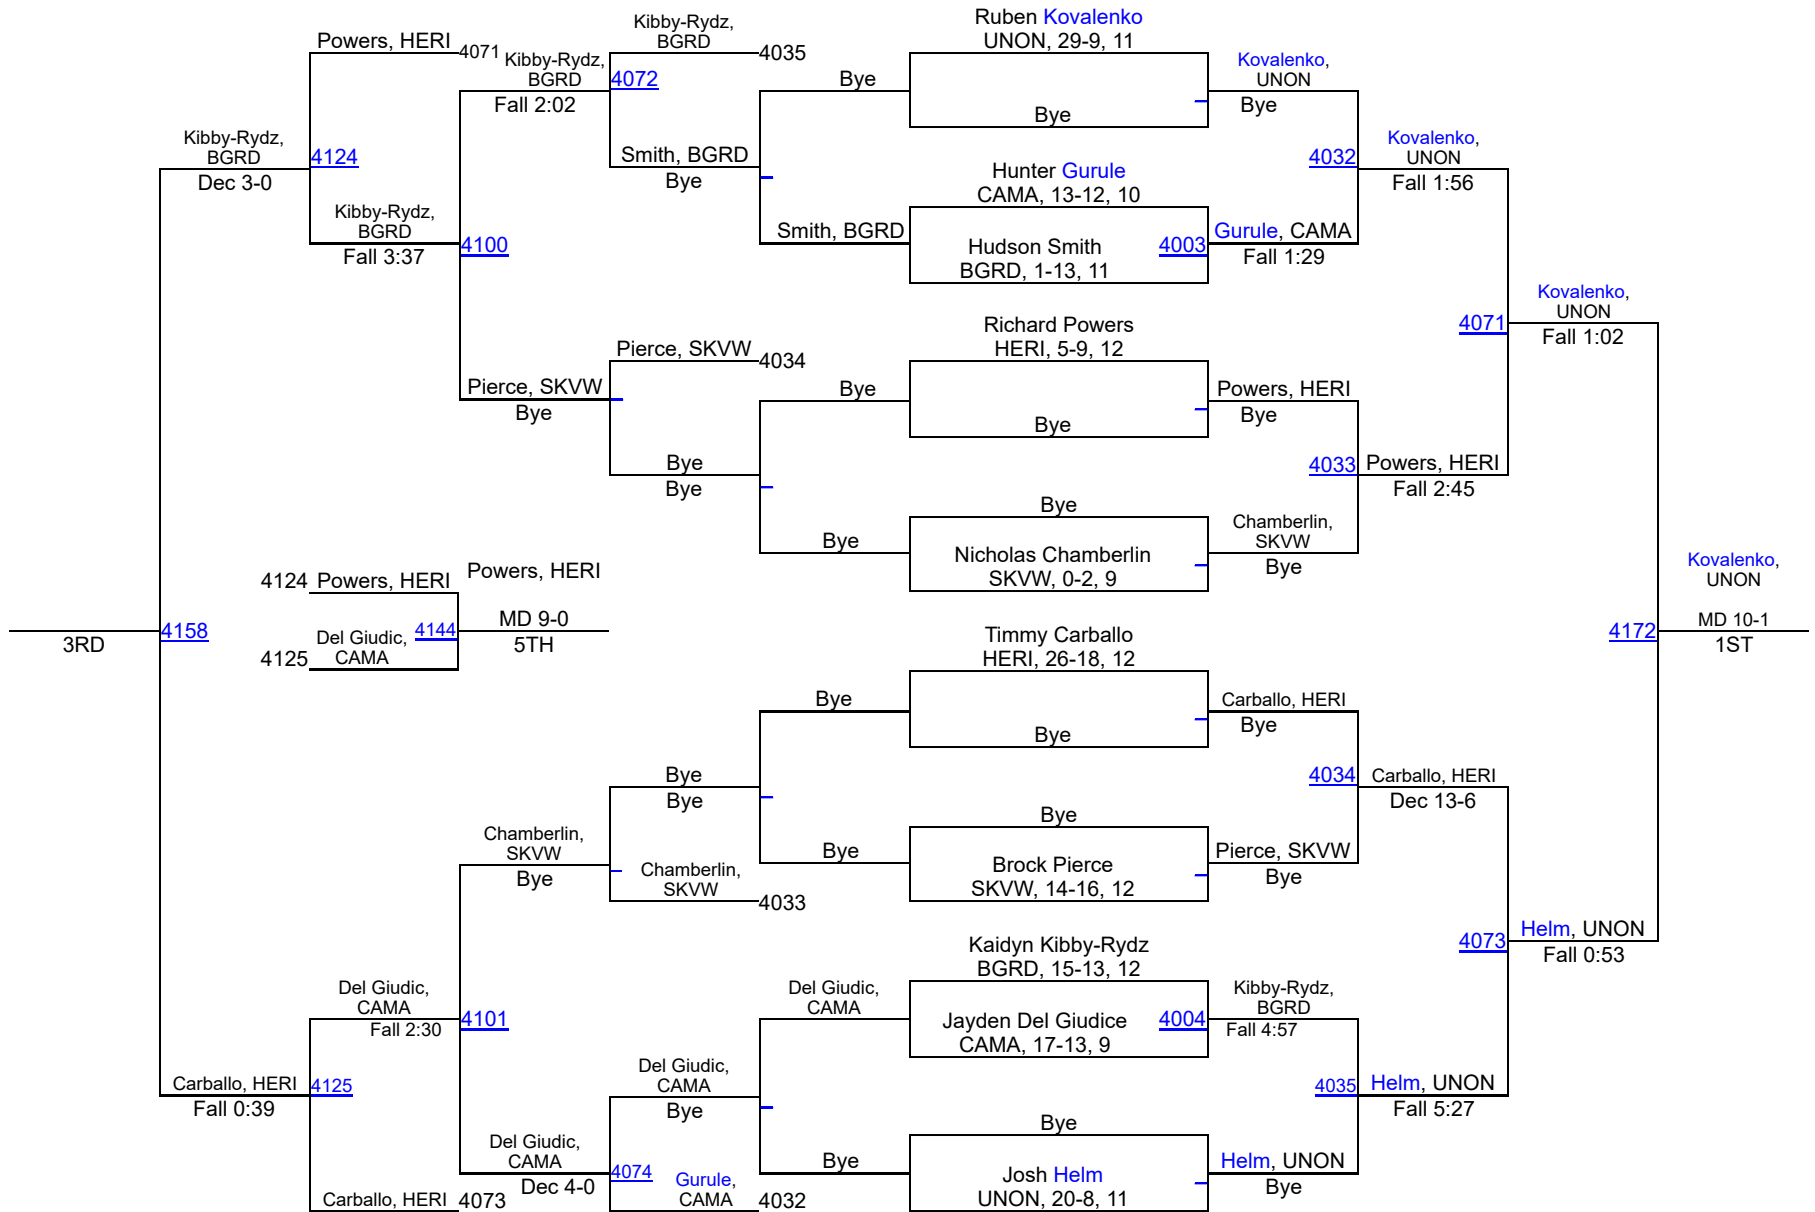 Ruben Kovalenko
UNON, 29-9, 11
Bye
Bye
Kovalenko,
UNON
Bye
Hunter Gurule
CAMA, 13-12, 10
Smith, BGRD
Hudson Smith
BGRD, 1-13, 11
4003
Gurule, CAMA
Fall 1:29
4032
Kovalenko,
UNON
Fall 1:56
Richard Powers
HERI, 5-9, 12
Bye
Bye
Powers, HERI
Bye
4033
Powers, HERI
Fall 2:45
Bye
Bye
Nicholas Chamberlin
SKVW, 0-2, 9
Chamberlin,
SKVW
Bye
4071
Kovalenko,
UNON
Fall 1:02
Timmy Carballo
HERI, 26-18, 12
Bye
Bye
Carballo, HERI
Bye
4034
Carballo, HERI
Dec 13-6
Bye
Bye
Brock Pierce
SKVW, 14-16, 12
Pierce, SKVW
Bye
Kaidyn Kibby-Rydz
BGRD, 15-13, 12
Del Giudic,
CAMA
Jayden Del Giudice
CAMA, 17-13, 9
4004
Kibby-Rydz,
BGRD
Fall 4:57
4035
Helm, UNON
Fall 5:27
Bye
Bye
Josh Helm
UNON, 20-8, 11
Helm, UNON
Bye
4073
Helm, UNON
Fall 0:53
4172
Kovalenko,
UNON
MD 10-1
1ST
Kibby-Rydz,
BGRD
4035
Kibby-Rydz,
BGRD
Fall 2:02
4072
Smith, BGRD
Bye
Powers, HERI
4071
Kibby-Rydz,
BGRD
Dec 3-0
4124
Kibby-Rydz,
BGRD
Fall 3:37
4100
Pierce, SKVW
4034
Pierce, SKVW
Bye
Bye
Bye
4124 Powers, HERI
Powers, HERI
4125
Del Giudic,
CAMA
4144
MD 9-0
5TH
3RD
4158
Bye
Bye
Chamberlin,
SKVW
Bye
Chamberlin,
SKVW
4033
Del Giudic,
CAMA
Fall 2:30
4101
Del Giudic,
CAMA
Bye
Carballo, HERI
Fall 0:39
4125
Del Giudic,
CAMA
Dec 4-0
4074
Gurule,
CAMA
4032
Carballo, HERI
4073